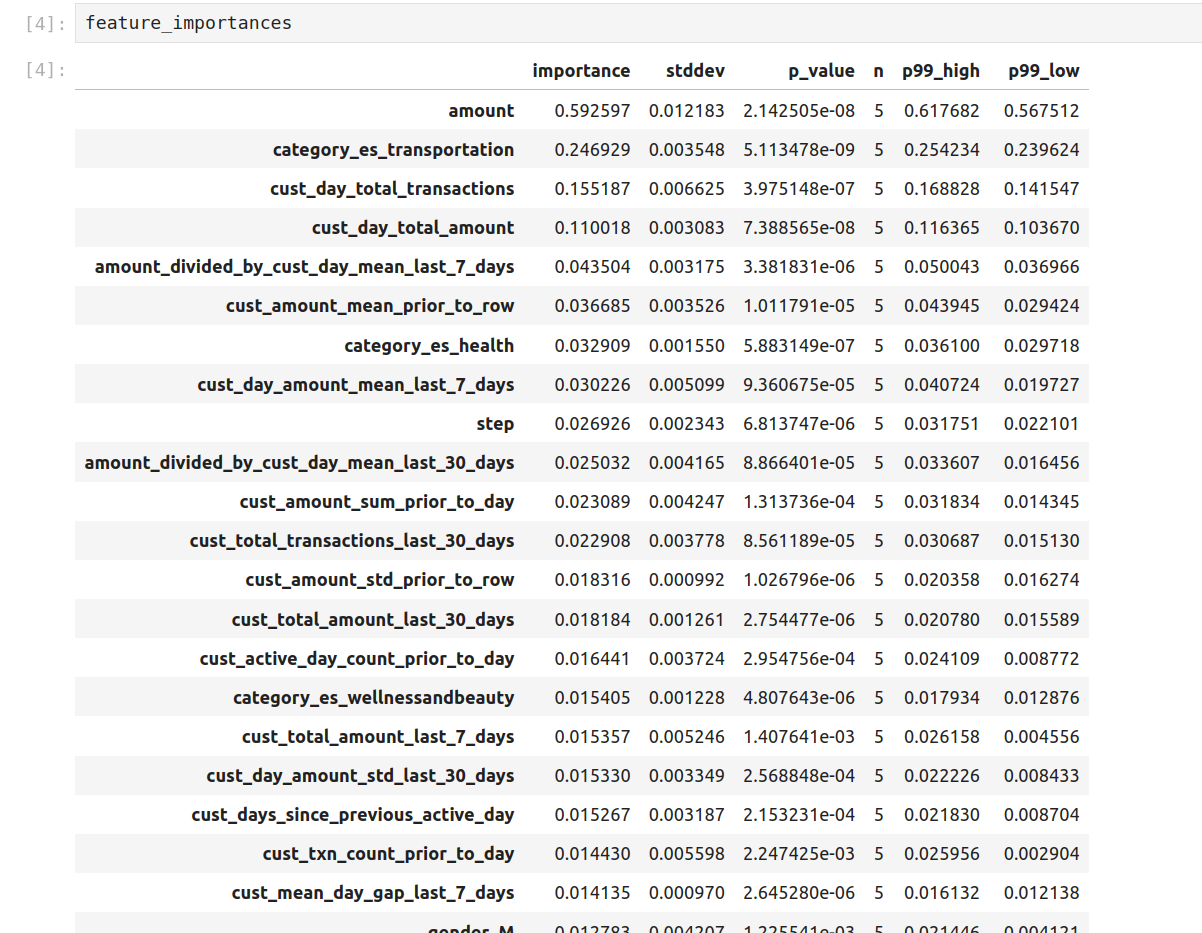 [4]: feature_importances
[4]:
importance stddev p_value n p99_high p99_low
amount 0.592597 0.012183 2.142505e-08 5 0.617682 0.567512
category_es_transportation 0.246929 0.003548 5.113478e-09 5 0.254234 0.239624
cust_day_total_transactions 0.155187 0.006625 3.975148e-07 5 0.168828 0.141547
cust_day_total_amount 0.110018 0.003083 7.388565e-08 5 0.116365 0.103670
amount_divided_by_cust_day_mean_last_7_days 0.043504 0.003175 3.381831e-06 5 0.050043 0.036966
cust_amount_mean_prior_to_row 0.036685 0.003526 1.011791e-05 5 0.043945 0.029424
category_es_health 0.032909 0.001550 5.883149e-07 5 0.036100 0.029718
cust_day_amount_mean_last_7_days 0.030226 0.005099 9.360675e-05 5 0.040724 0.019727
step 0.026926 0.002343 6.813747e-06 5 0.031751 0.022101
amount_divided_by_cust_day_mean_last_30_days 0.025032 0.004165 8.866401e-05 5 0.033607 0.016456
cust_amount_sum_prior_to_day 0.023089 0.004247 1.313736e-04 5 0.031834 0.014345
cust_total_transactions_last_30_days 0.022908 0.003778 8.561189e-05 5 0.030687 0.015130
cust_amount_std_prior_to_row 0.018316 0.000992 1.026796e-06 5 0.020358 0.016274
cust_total_amount_last_30_days 0.018184 0.001261 2.754477e-06 5 0.020780 0.015589
cust_active_day_count_prior_to_day 0.016441 0.003724 2.954756e-04 5 0.024109 0.008772
category_es_wellnessandbeauty 0.015405 0.001228 4.807643e-06 5 0.017934 0.012876
cust_total_amount_last_7_days 0.015357 0.005246 1.407641e-03 5 0.026158 0.004556
cust_day_amount_std_last_30_days 0.015330 0.003349 2.568848e-04 5 0.022226 0.008433
cust_days_since_previous_active_day 0.015267 0.003187 2.153231e-04 5 0.021830 0.008704
cust_txn_count_prior_to_day 0.014430 0.005598 2.247425e-03 5 0.025956 0.002904
cust_mean_day_gap_last_7_days 0.014135 0.000970 2.645280e-06 5 0.016132 0.012138
gender_M 0.012783 0.004207 1.225541e-03 5 0.021446 0.004121